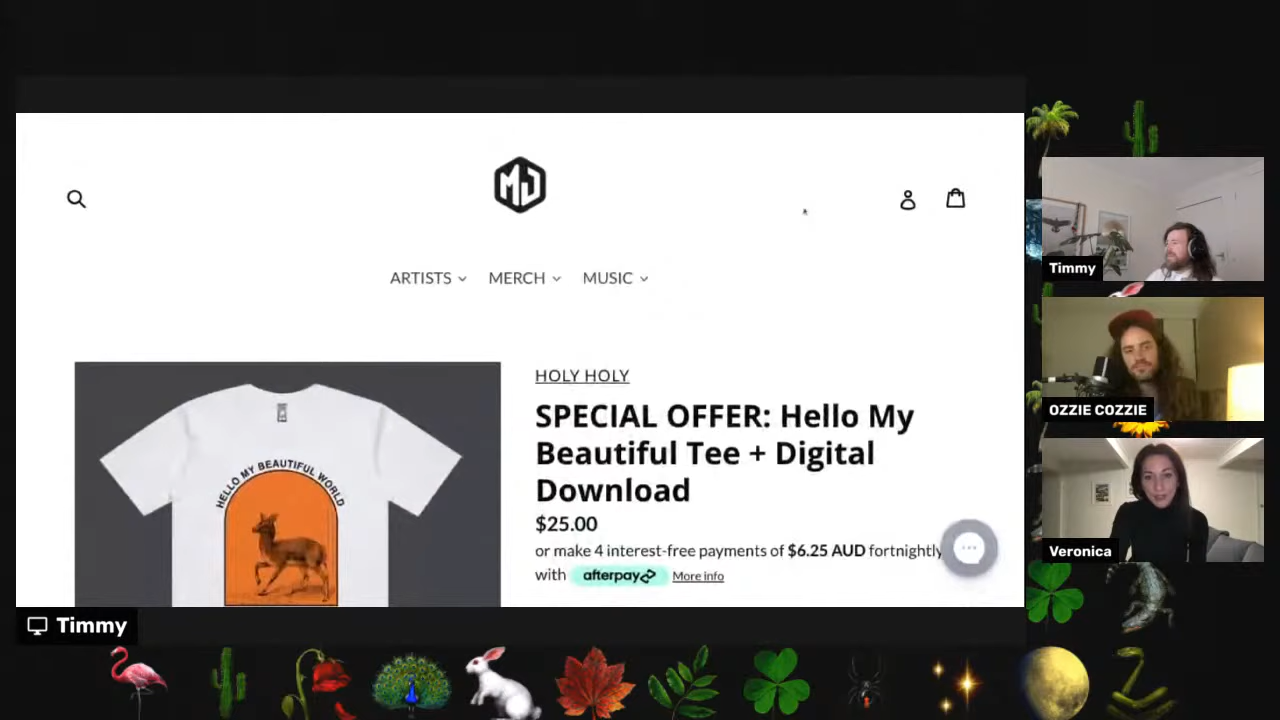 MJ
ARTISTS MERCH MUSIC
HELLO MY BEAUTIFUL WORLD
HOLY HOLY
SPECIAL OFFER: Hello My
Beautiful Tee + Digital
Download
$25.00
or make 4 interest-free payments of $6.25 AUD fortnightly
with afterpay More info
Timmy
Timmy
OZZIE COZZIE
Veronica